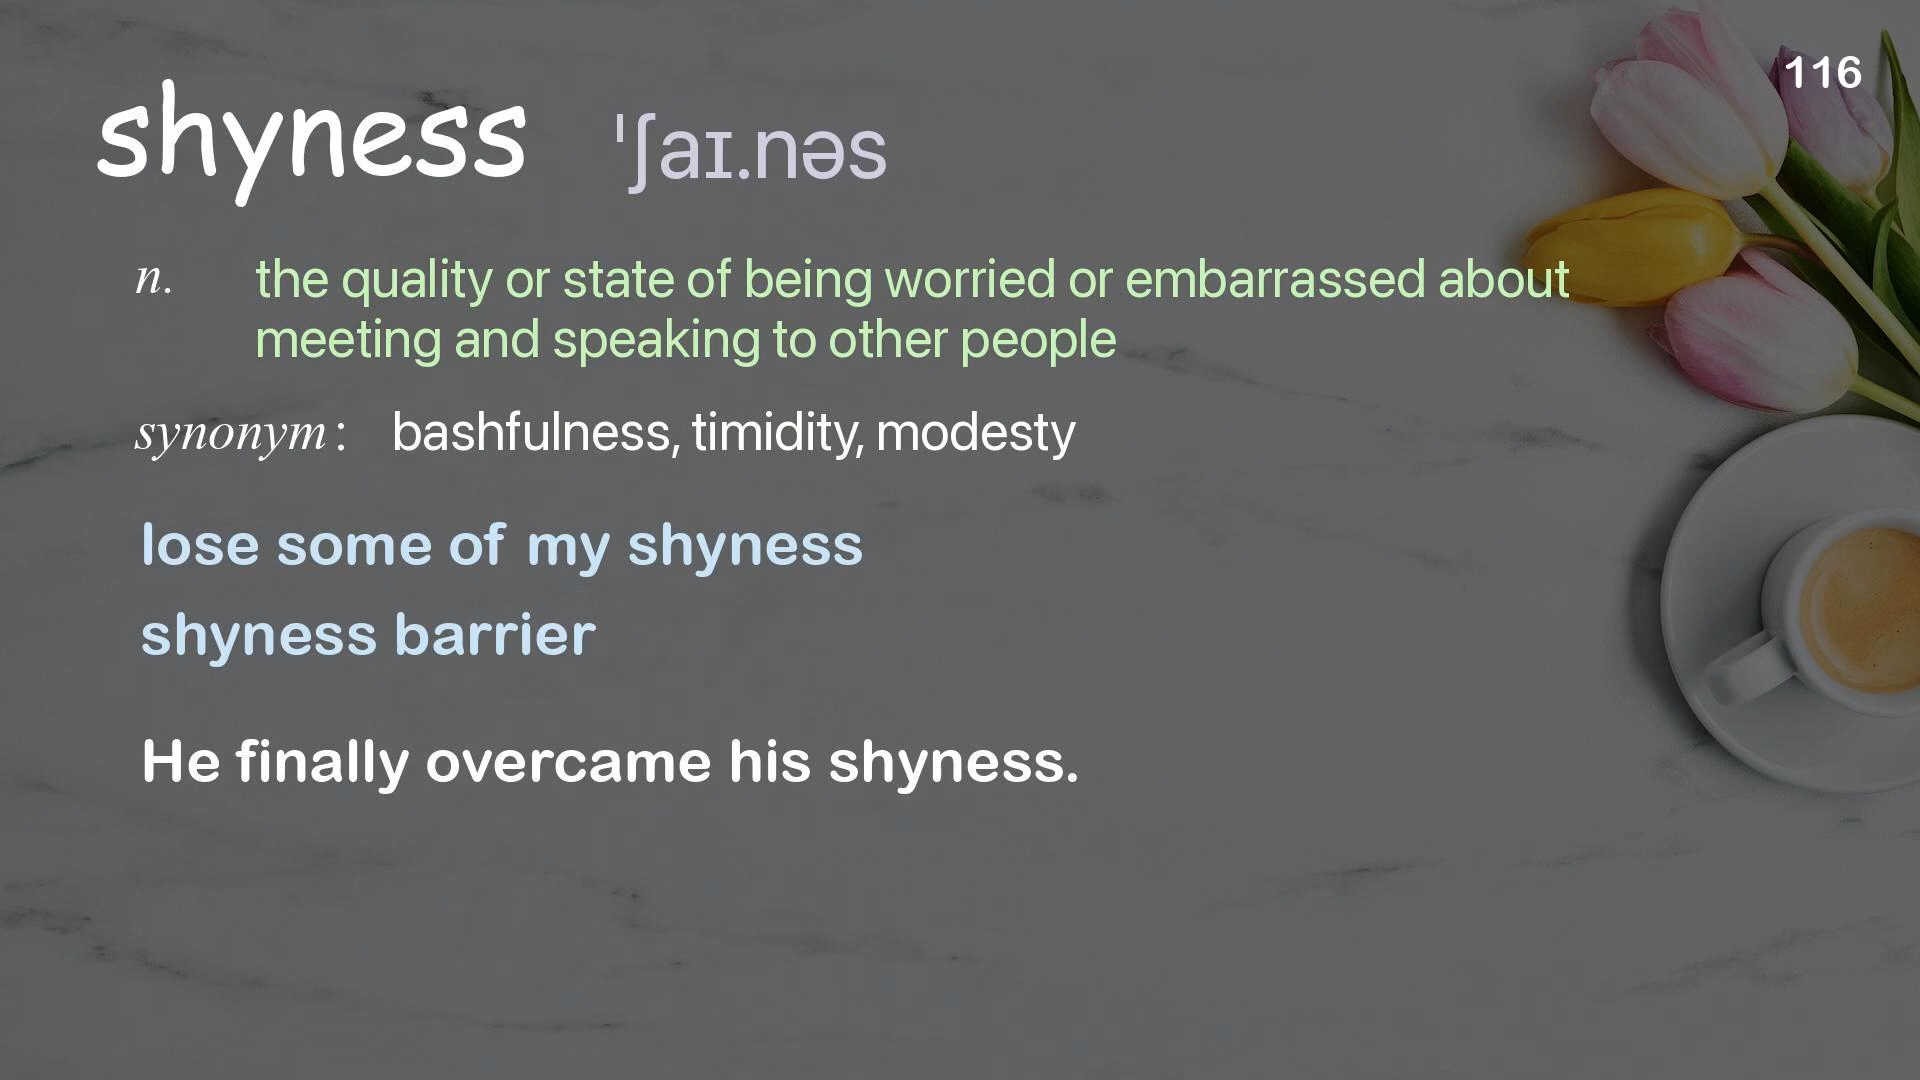 116
shyness ˈʃaɪ.nəs
n. the quality or state of being worried or embarrassed about
meeting and speaking to other people
synonym: bashfulness, timidity, modesty
lose some of my shyness
shyness barrier
He finally overcame his shyness.